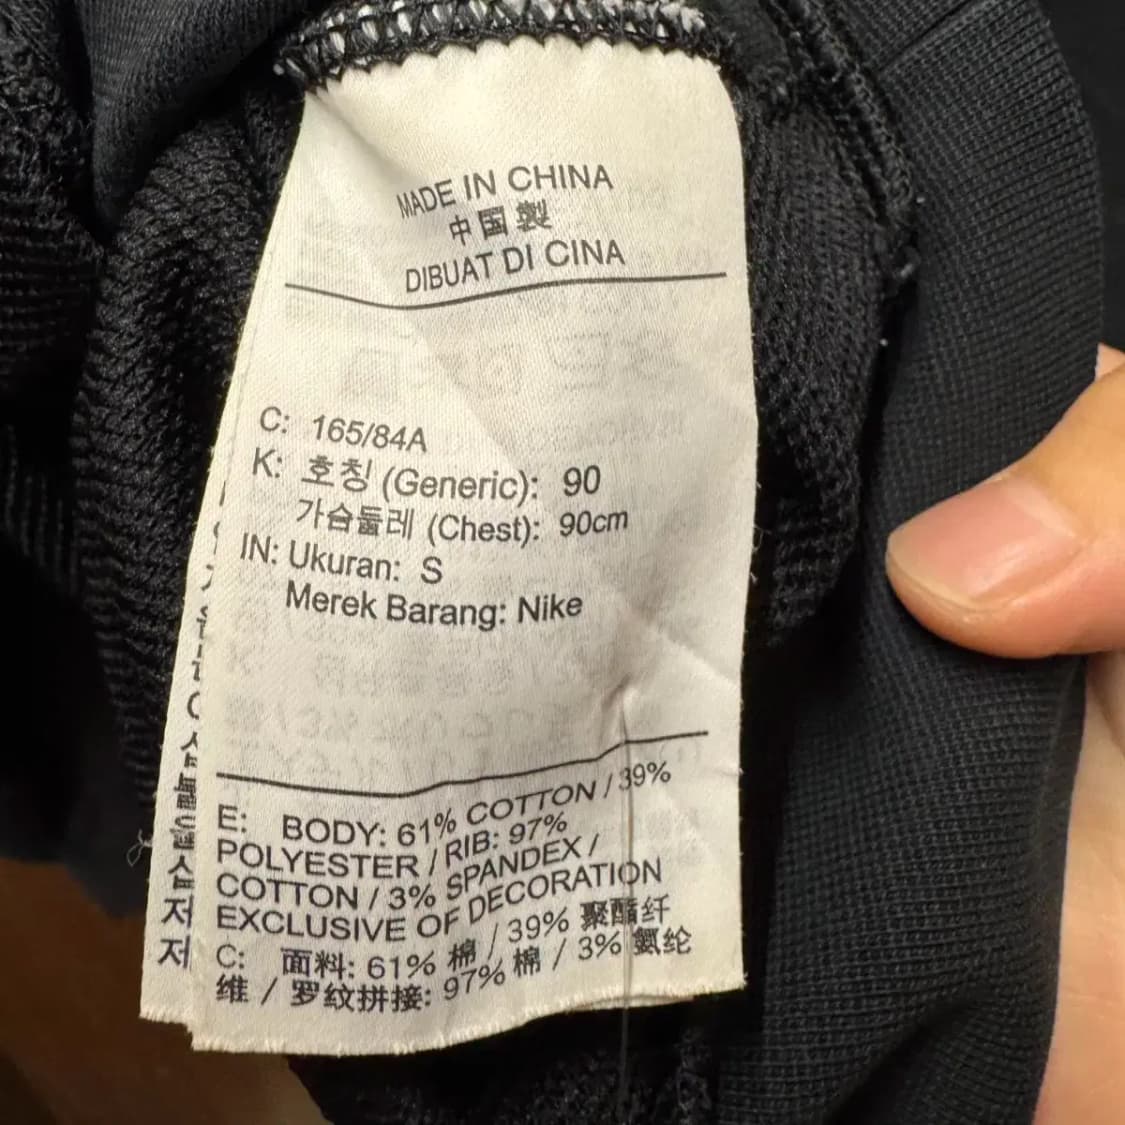 MADE IN CHINA
中国製
DIBUAT DI CINA
C: 165/84A
K: 호칭 (Generic): 90
가슴둘레 (Chest): 90cm
IN: Ukuran: S
Merek Barang: Nike
E: BODY: 61% COTTON / 39%
POLYESTER / RIB: 97%
COTTON / 3% SPANDEX /
EXCLUSIVE OF DECORATION
C: 面料: 61% 棉 / 39% 聚酯纤
维 / 罗纹拼接: 97% 棉 / 3% 氨纶
저
저